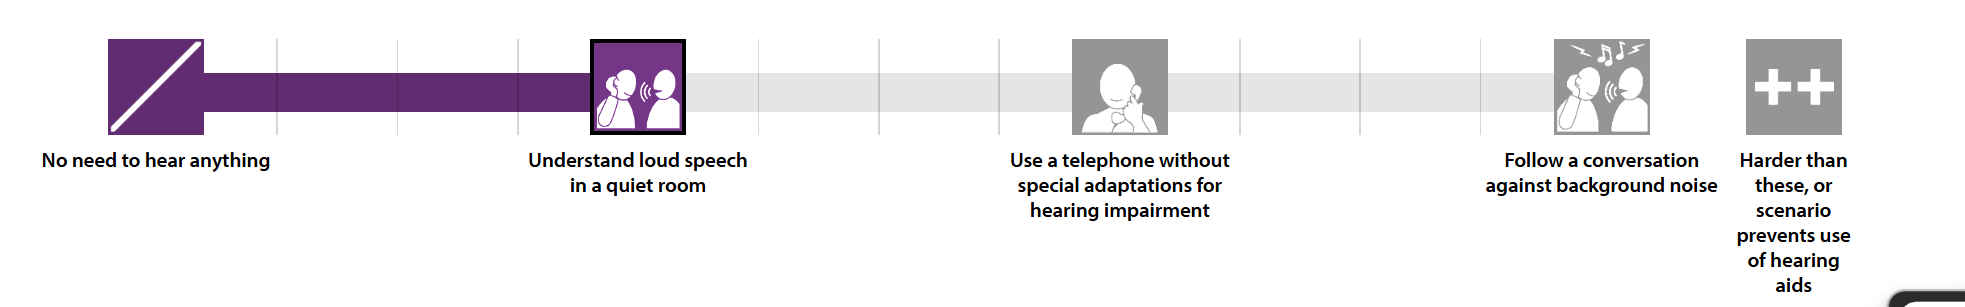 No need to hear anything
Understand loud speech
in a quiet room
Use a telephone without
special adaptations for
hearing impairment
Follow a conversation
against background noise
Harder than
these, or
scenario
prevents use
of hearing
aids